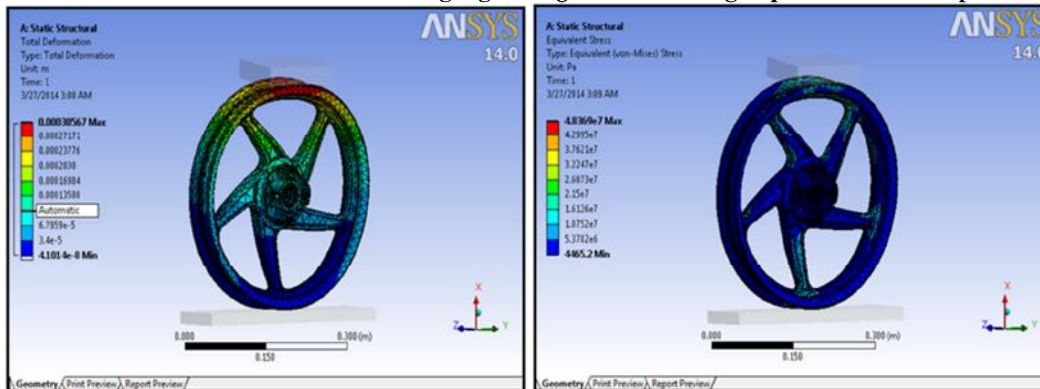 A: Static Structural
Total Deformation
Type: Total Deformation
Unit: m
Time: 1
3/27/2014 3:08 AM
0.00030567 Max
0.00027171
0.00023776
0.0002038
0.00016984
0.00013588
Automatic
6.7959e-5
3.4e-5
4.1014e-8 Min
ANSYS
14.0
X
Z
Y
0.000
0.300 (m)
0.150
Geometry
Print Preview
Report Preview
A: Static Structural
Equivalent Stress
Type: Equivalent (von-Mises) Stress
Unit: Pa
Time: 1
3/27/2014 3:09 AM
4.8369e7 Max
4.2995e7
3.7621e7
3.2247e7
2.6873e7
2.15e7
1.6126e7
1.0752e7
5.3782e6
4465.2 Min
ANSYS
14.0
X
Z
Y
0.000
0.300 (m)
0.150
Geometry
Print Preview
Report Preview